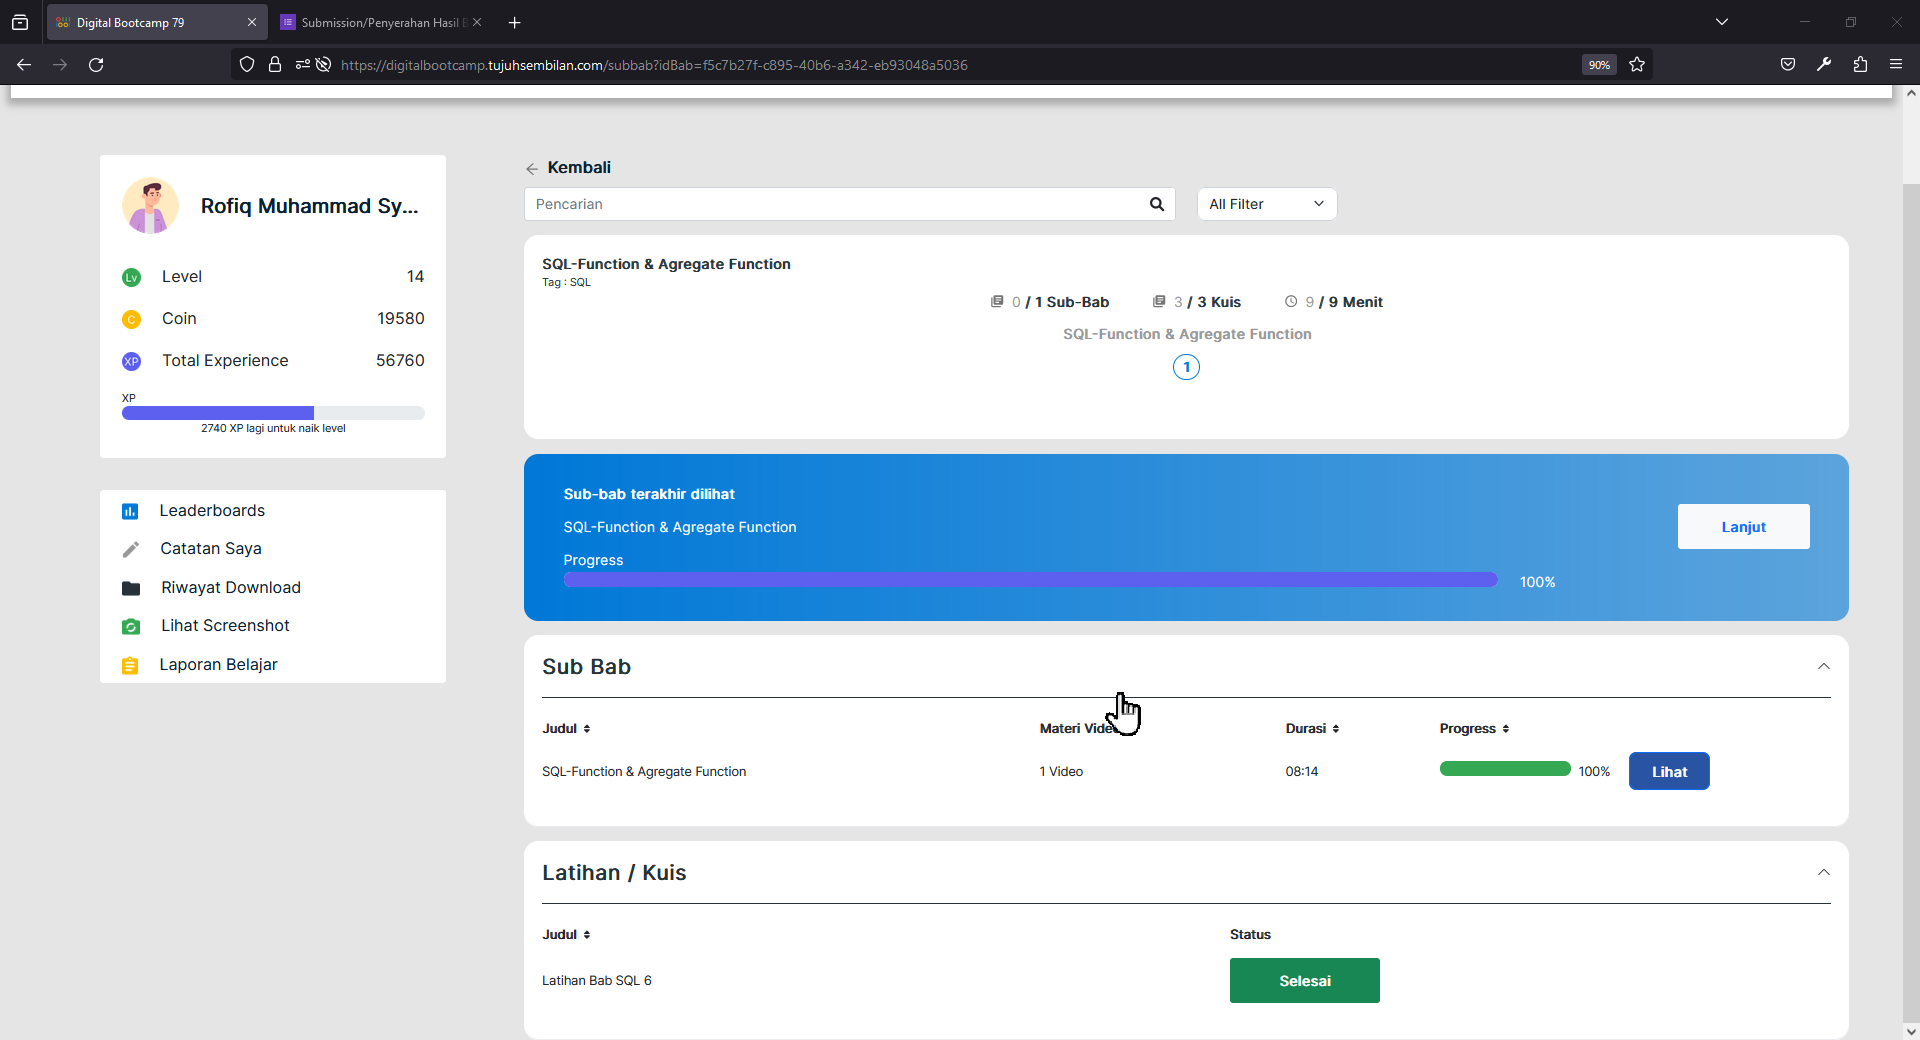 Digital Bootcamp 79
Submission/Penyerahan Hasil
https://digitalbootcamp.tujuhsembilan.com/subbab?idBab=f5c7b27f-c895-40b6-a342-eb93048a5036
90%
Rofiq Muhammad Sy...
Lv Level 14
C Coin 19580
XP Total Experience 56760
XP
2740 XP lagi untuk naik level
Leaderboards
Catatan Saya
Riwayat Download
Lihat Screenshot
Laporan Belajar
Kembali
Pencarian
All Filter
SQL-Function & Agregate Function
Tag : SQL
0 / 1 Sub-Bab 3 / 3 Kuis 9 / 9 Menit
SQL-Function & Agregate Function
1
Sub-bab terakhir dilihat
SQL-Function & Agregate Function
Lanjut
Progress
100%
Sub Bab
Judul Materi Durasi Progress
SQL-Function & Agregate Function 1 Video 08:14 100% Lihat
Latihan / Kuis
Judul Status
Latihan Bab SQL 6 Selesai